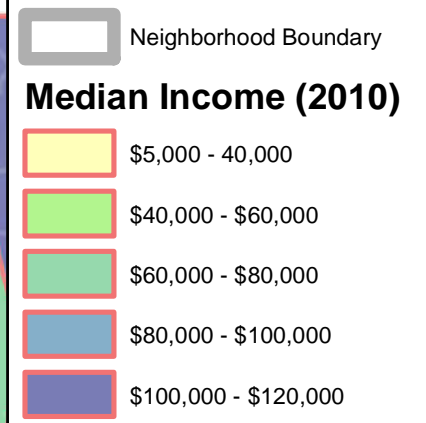 Neighborhood Boundary
Median Income (2010)
$5,000 - 40,000
$40,000 - $60,000
$60,000 - $80,000
$80,000 - $100,000
$100,000 - $120,000